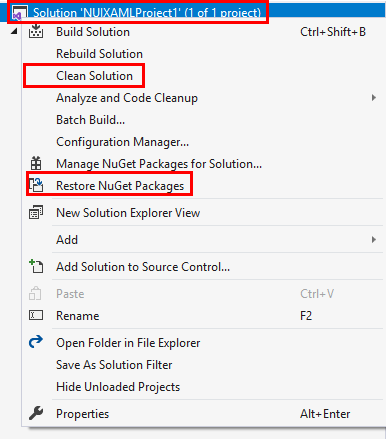 Solution 'NUIXAMLProject1' (1 of 1 project)
Build Solution Ctrl+Shift+B
Rebuild Solution
Clean Solution
Analyze and Code Cleanup
Batch Build...
Configuration Manager...
Manage NuGet Packages for Solution...
Restore NuGet Packages
New Solution Explorer View
Add
Add Solution to Source Control...
Paste Ctrl+V
Rename F2
Open Folder in File Explorer
Save As Solution Filter
Hide Unloaded Projects
Properties Alt+Enter